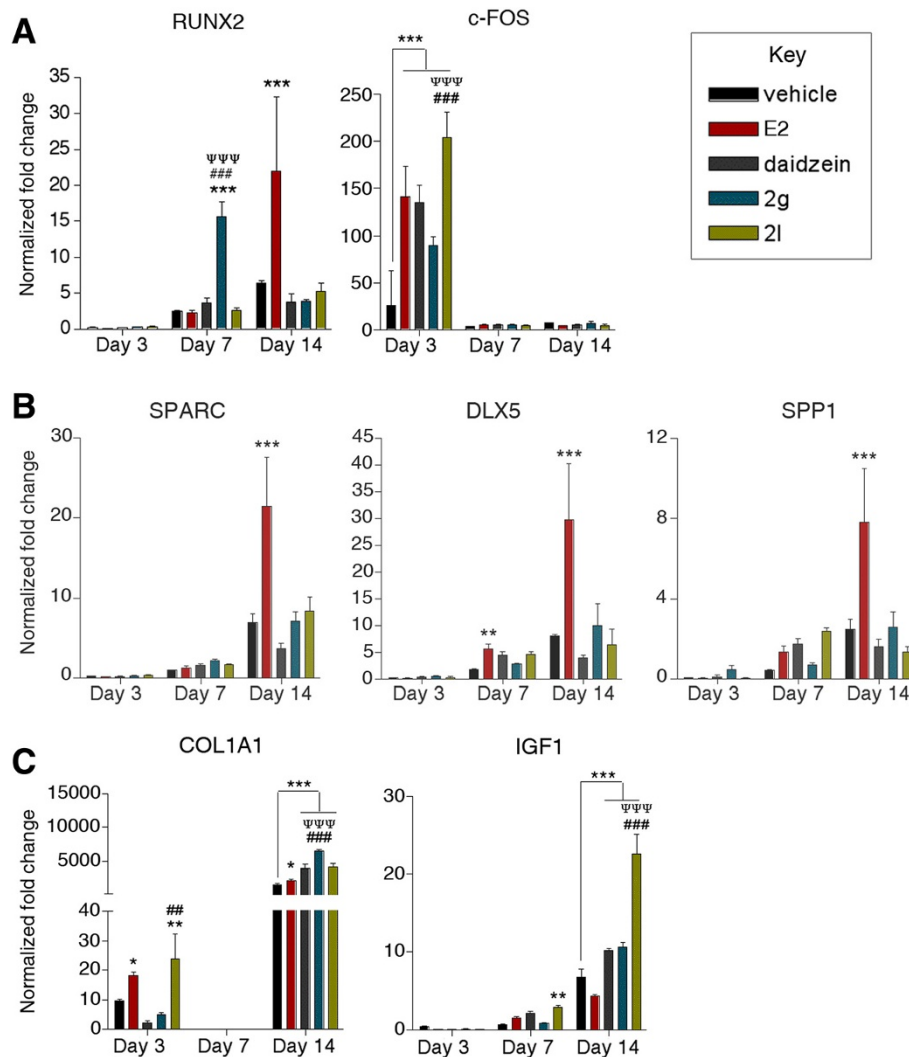 A
RUNX2
c-FOS
Normalized fold change
35
30
25
20
15
10
5
0
ΨΨΨ
###
***
***
Day 3
Day 7
Day 14
250
200
150
100
50
0
***
ΨΨΨ
###
Day 3
Day 7
Day 14
Key
vehicle
E2
daidzein
2g
2l
B
SPARC
DLX5
SPP1
Normalized fold change
30
20
10
0
***
Day 3
Day 7
Day 14
45
40
35
30
25
20
15
10
5
0
**
***
Day 3
Day 7
Day 14
12
8
4
0
***
Day 3
Day 7
Day 14
C
COL1A1
IGF1
Normalized fold change
15000
10000
5000
40
30
20
10
0
*
##
**
***
*
ΨΨΨ
###
Day 3
Day 7
Day 14
30
20
10
0
**
***
ΨΨΨ
###
Day 3
Day 7
Day 14